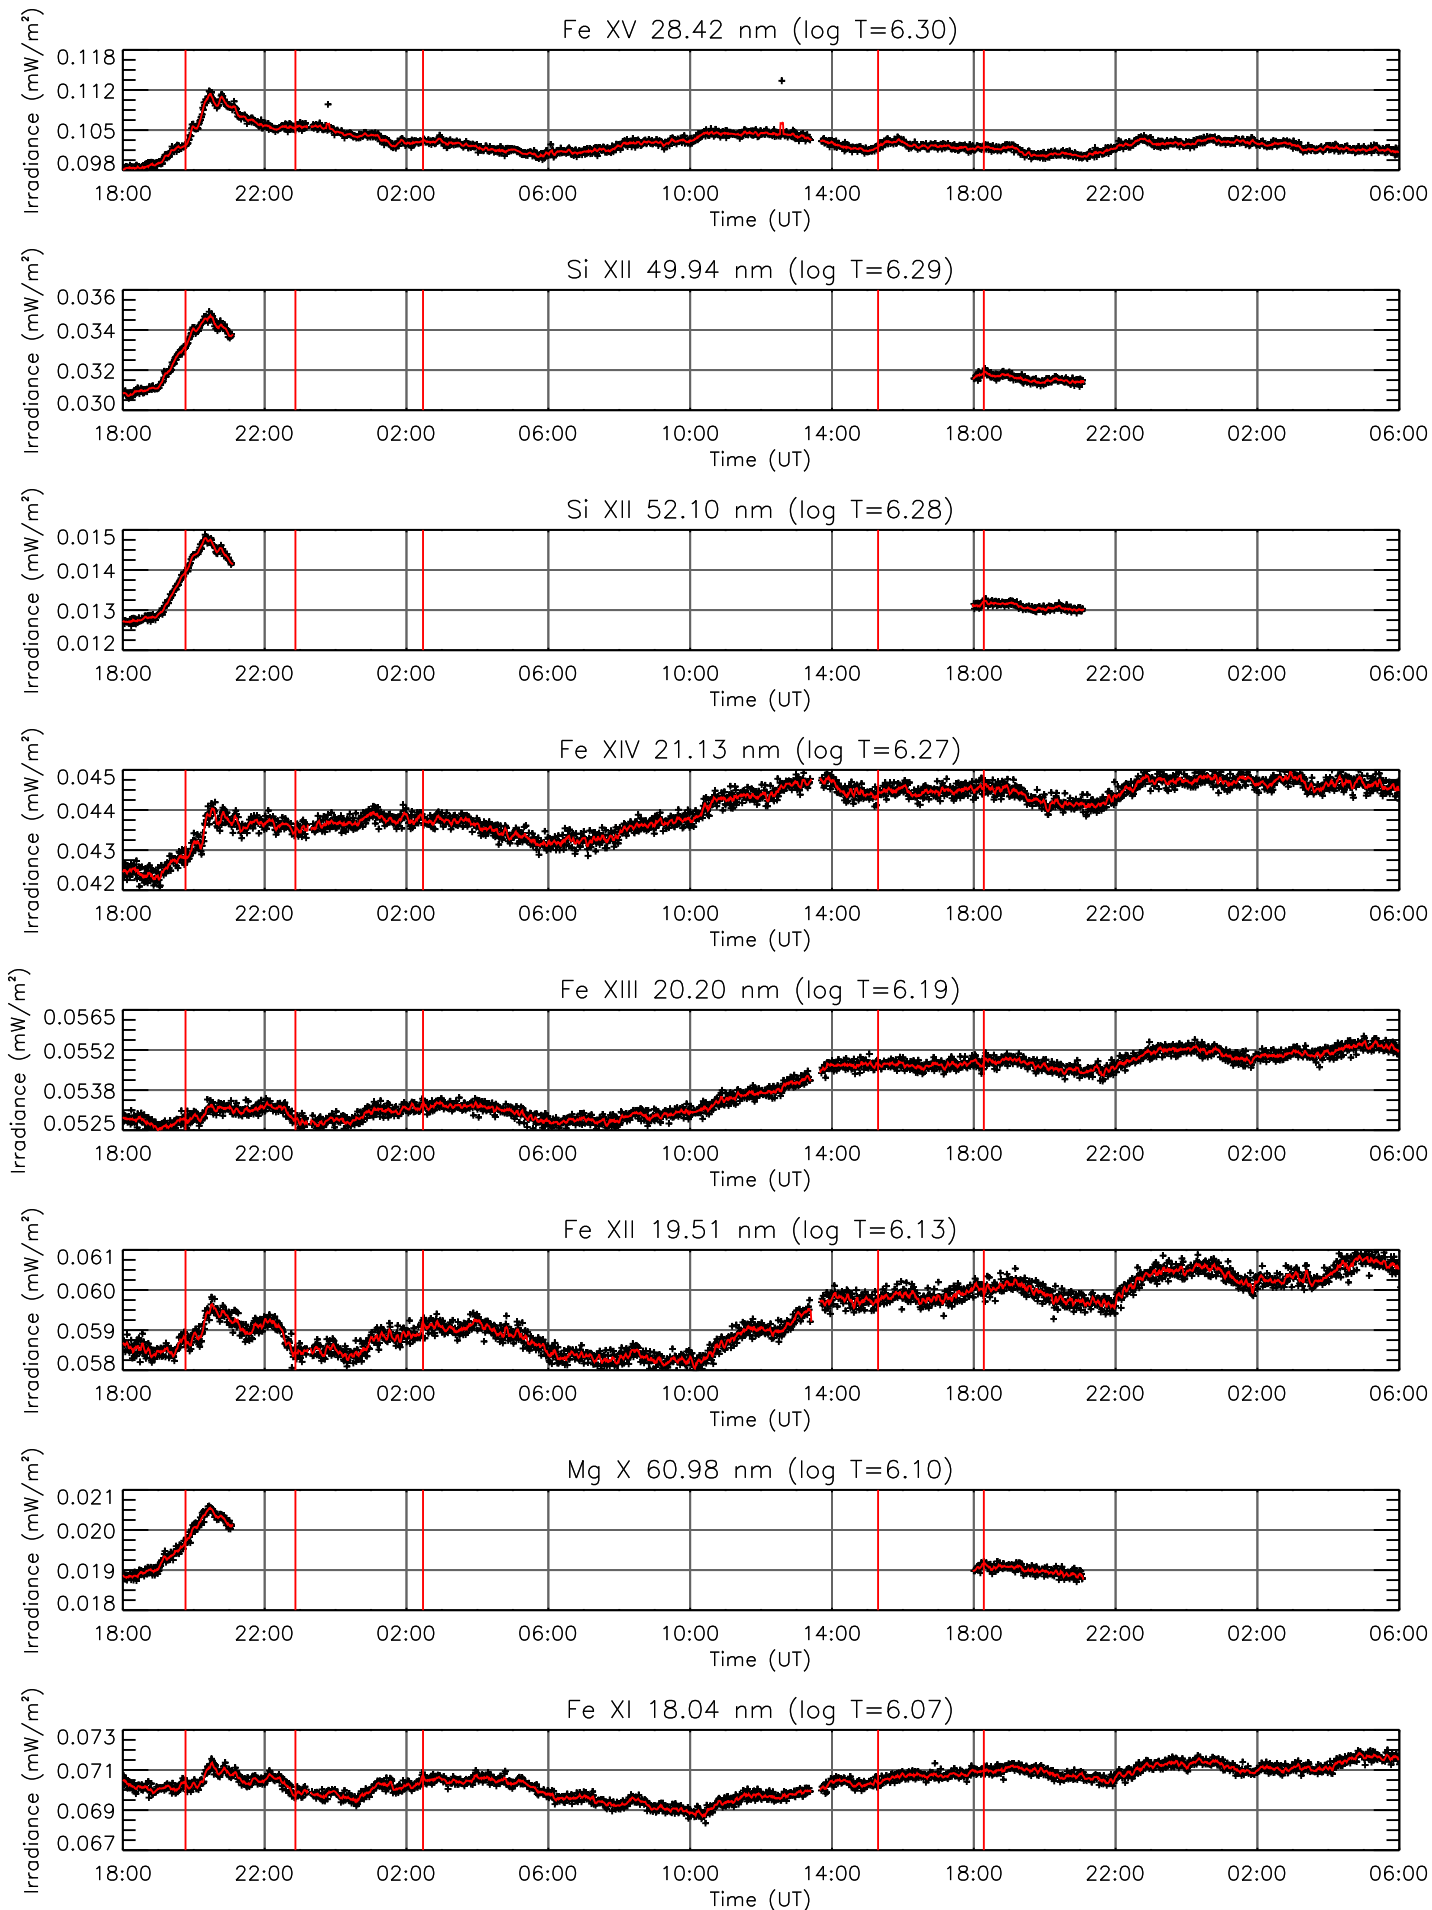 Fe XV 28.42 nm (log T=6.30)
Irradiance (mW/m²)
0.118
0.112
0.105
0.098
18:00 22:00 02:00 06:00 10:00 14:00 18:00 22:00 02:00 06:00
Time (UT)
Si XII 49.94 nm (log T=6.29)
Irradiance (mW/m²)
0.036
0.034
0.032
0.030
18:00 22:00 02:00 06:00 10:00 14:00 18:00 22:00 02:00 06:00
Time (UT)
Si XII 52.10 nm (log T=6.28)
Irradiance (mW/m²)
0.015
0.014
0.013
0.012
18:00 22:00 02:00 06:00 10:00 14:00 18:00 22:00 02:00 06:00
Time (UT)
Fe XIV 21.13 nm (log T=6.27)
Irradiance (mW/m²)
0.045
0.044
0.043
0.042
18:00 22:00 02:00 06:00 10:00 14:00 18:00 22:00 02:00 06:00
Time (UT)
Fe XIII 20.20 nm (log T=6.19)
Irradiance (mW/m²)
0.0565
0.0552
0.0538
0.0525
18:00 22:00 02:00 06:00 10:00 14:00 18:00 22:00 02:00 06:00
Time (UT)
Fe XII 19.51 nm (log T=6.13)
Irradiance (mW/m²)
0.061
0.060
0.059
0.058
18:00 22:00 02:00 06:00 10:00 14:00 18:00 22:00 02:00 06:00
Time (UT)
Mg X 60.98 nm (log T=6.10)
Irradiance (mW/m²)
0.021
0.020
0.019
0.018
18:00 22:00 02:00 06:00 10:00 14:00 18:00 22:00 02:00 06:00
Time (UT)
Fe XI 18.04 nm (log T=6.07)
Irradiance (mW/m²)
0.073
0.071
0.069
0.067
18:00 22:00 02:00 06:00 10:00 14:00 18:00 22:00 02:00 06:00
Time (UT)